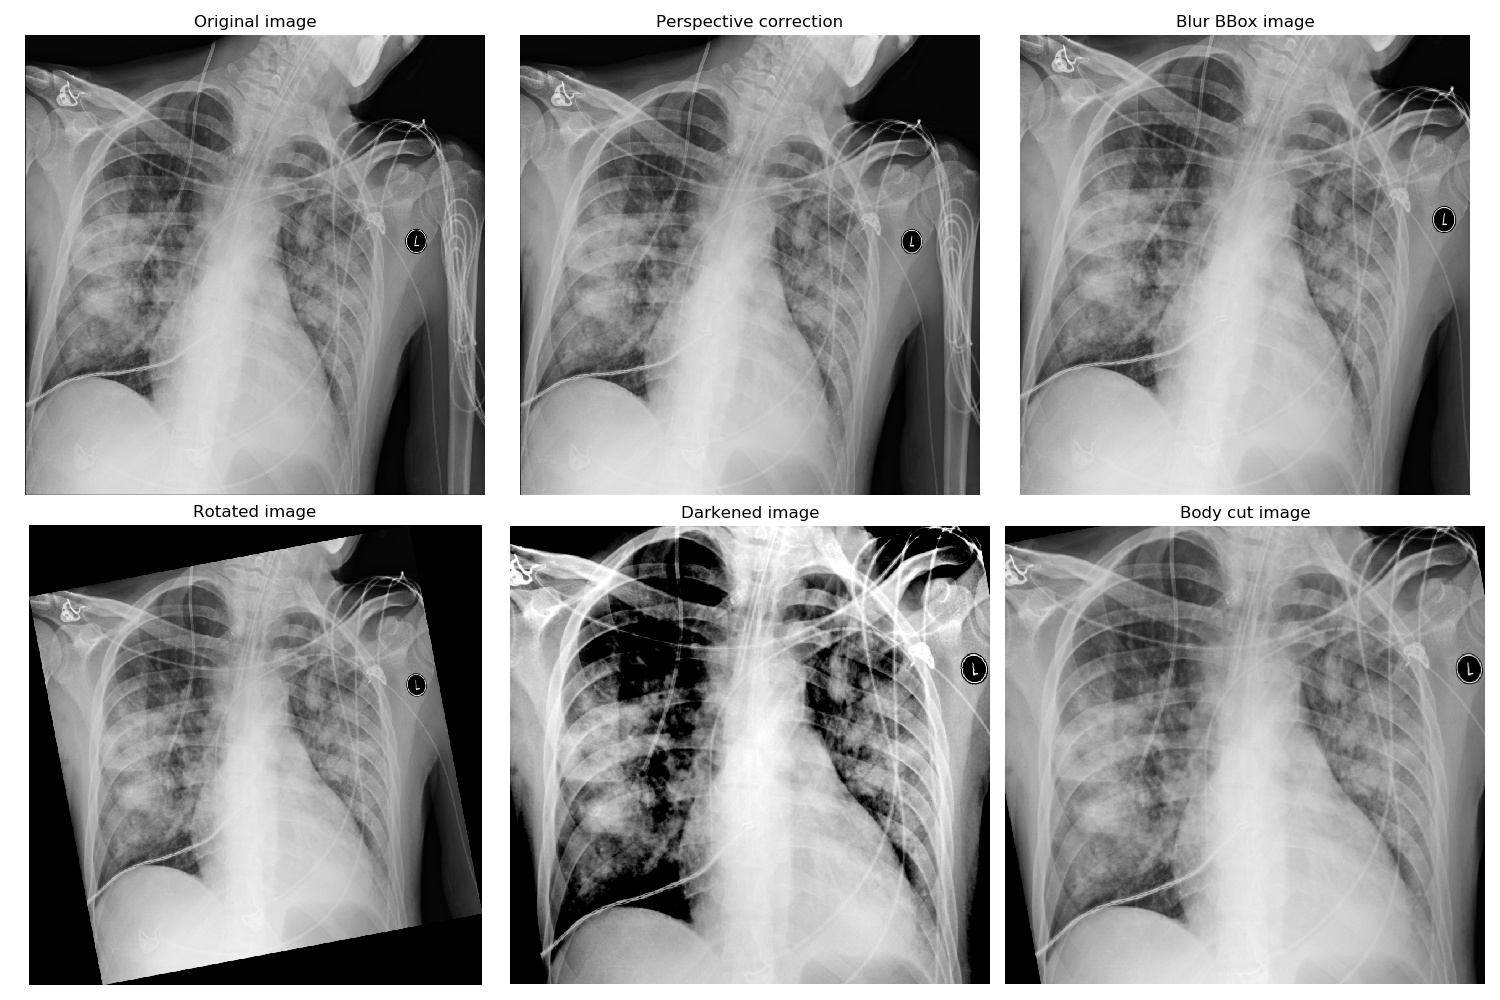 Original image
Perspective correction
Blur BBox image
L
L
L
Rotated image
Darkened image
Body cut image
L
L
L